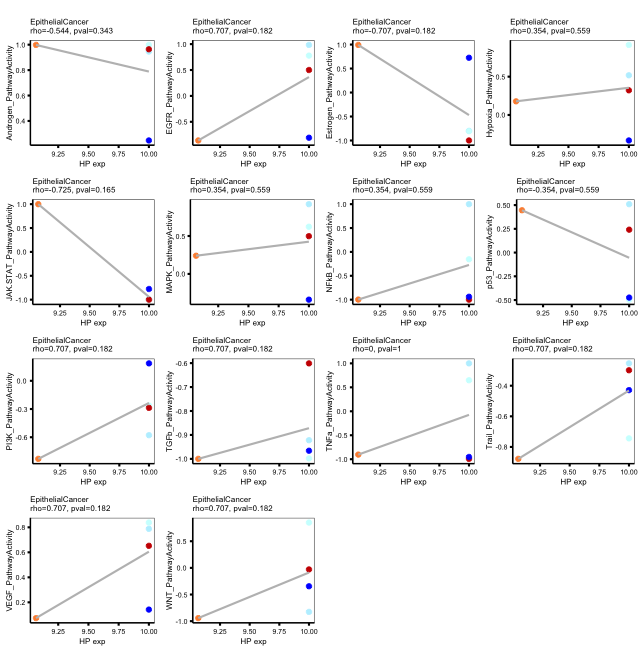 EpithelialCancer
rho=-0.544, pval=0.343
Androgen_PathwayActivity
1.0
0.8
0.6
0.4
9.25 9.50 9.75 10.00
HP exp
EpithelialCancer
rho=0.707, pval=0.182
EGFR_PathwayActivity
1.0
0.5
0.0
-0.5
9.25 9.50 9.75 10.00
HP exp
EpithelialCancer
rho=-0.707, pval=0.182
Estrogen_PathwayActivity
1.0
0.5
0.0
-0.5
-1.0
9.25 9.50 9.75 10.00
HP exp
EpithelialCancer
rho=0.354, pval=0.559
Hypoxia_PathwayActivity
0.5
0.0
9.25 9.50 9.75 10.00
HP exp
EpithelialCancer
rho=-0.725, pval=0.165
JAK.STAT_PathwayActivity
1.0
0.5
0.0
-0.5
-1.0
9.25 9.50 9.75 10.00
HP exp
EpithelialCancer
rho=0.354, pval=0.559
MAPK_PathwayActivity
0.5
0.0
9.25 9.50 9.75 10.00
HP exp
EpithelialCancer
rho=0.354, pval=0.559
NFkB_PathwayActivity
1.0
0.5
0.0
-0.5
-1.0
9.25 9.50 9.75 10.00
HP exp
EpithelialCancer
rho=-0.354, pval=0.559
p53_PathwayActivity
0.50
0.25
0.00
-0.25
-0.50
9.25 9.50 9.75 10.00
HP exp
EpithelialCancer
rho=0.707, pval=0.182
PI3K_PathwayActivity
0.0
-0.3
-0.6
9.25 9.50 9.75 10.00
HP exp
EpithelialCancer
rho=0.707, pval=0.182
TGFb_PathwayActivity
-0.6
-0.7
-0.8
-0.9
-1.0
9.25 9.50 9.75 10.00
HP exp
EpithelialCancer
rho=0, pval=1
TNFa_PathwayActivity
1.0
0.5
0.0
-0.5
-1.0
9.25 9.50 9.75 10.00
HP exp
EpithelialCancer
rho=0.707, pval=0.182
Trail_PathwayActivity
-0.4
-0.6
-0.8
9.25 9.50 9.75 10.00
HP exp
EpithelialCancer
rho=0.707, pval=0.182
VEGF_PathwayActivity
0.8
0.6
0.4
0.2
9.25 9.50 9.75 10.00
HP exp
EpithelialCancer
rho=0.707, pval=0.182
WNT_PathwayActivity
0.5
0.0
-0.5
-1.0
9.25 9.50 9.75 10.00
HP exp